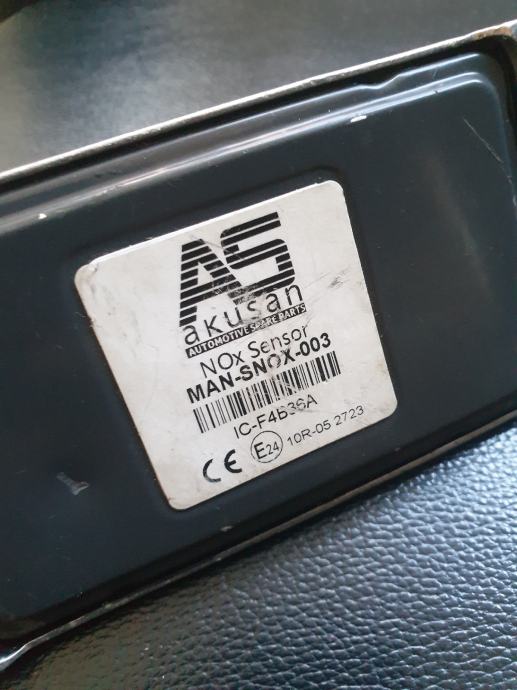 AS
akusan
AUTOMOTIVE SPARE PARTS
NOx Sensor
MAN-SNOX-003
IC-F4B36A
CE E24 10R-05 2723